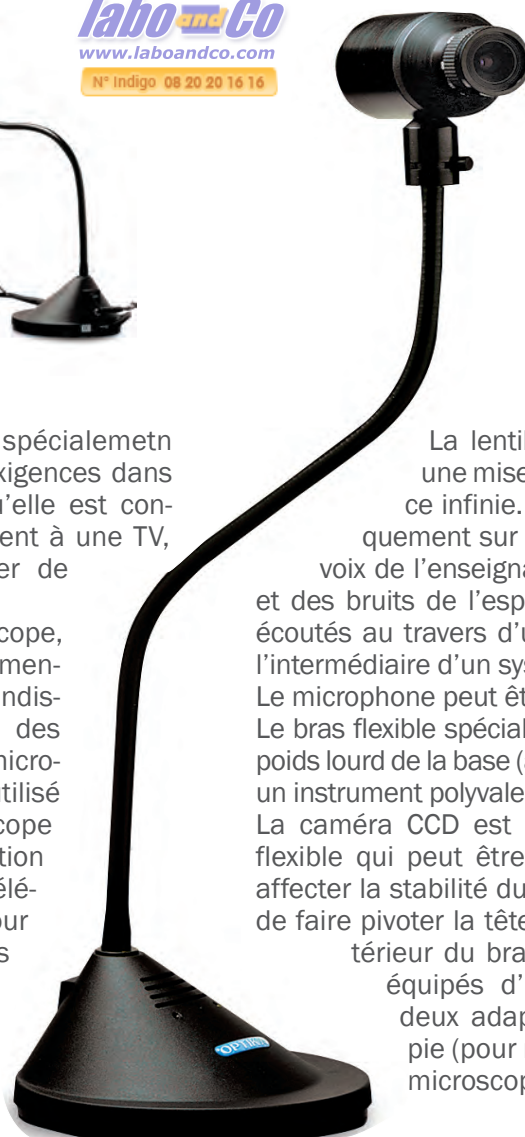 labo and Co
www.laboandco.com
N° Indigo 08 20 20 16 16
spécialemetn
xigences dans
u'elle est con-
ent à une TV,
er de
cope,
men-
ndis-
des
micro-
tilisé
cope
tion
élé-
our
s
La lentil
une mise
ce infinie.
quement sur
voix de l'enseigna
et des bruits de l'esp
écoutés au travers d'u
l'intermédiaire d'un sys
Le microphone peut êt
Le bras flexible spécial
poids lourd de la base (a
un instrument polyvale
La caméra CCD est
flexible qui peut être
affecter la stabilité du
de faire pivoter la tête
térieur du bra
équipés d'
deux adap
pie (pour
microscop
OPTIKA